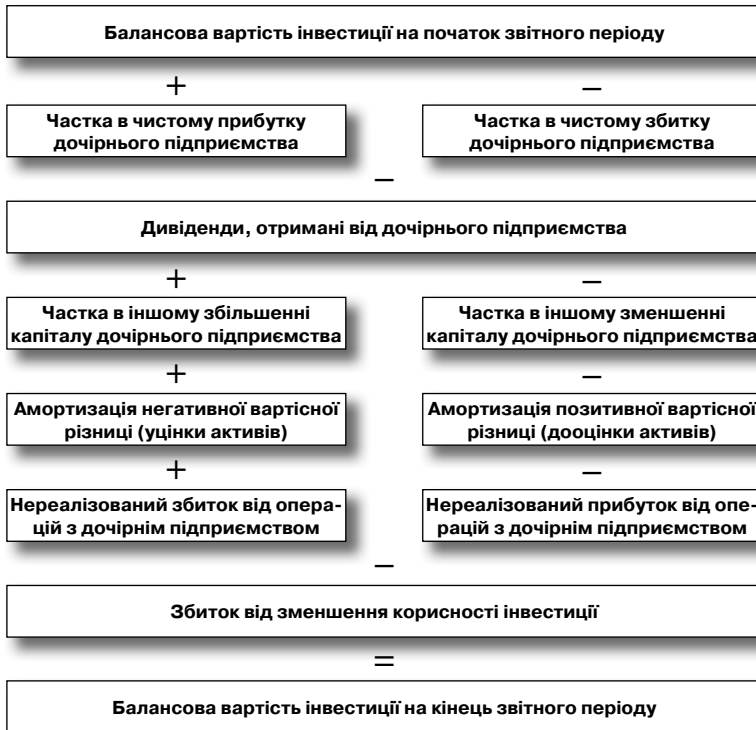 Балансова вартість інвестиції на початок звітного періоду
+ –
Частка в чистому прибутку
дочірнього підприємства
Частка в чистому збитку
дочірнього підприємства
–
Дивіденди, отримані від дочірнього підприємства
+ –
Частка в іншому збільшенні
капіталу дочірнього підприємства
Частка в іншому зменшенні
капіталу дочірнього підприємства
+ –
Амортизація негативної вартісної
різниці (уцінки активів)
Амортизація позитивної вартісної
різниці (дооцінки активів)
+ –
Нереалізований збиток від опера-
цій з дочірнім підприємством
Нереалізований прибуток від опе-
рацій з дочірнім підприємством
–
Збиток від зменшення корисності інвестиції
=
Балансова вартість інвестиції на кінець звітного періоду